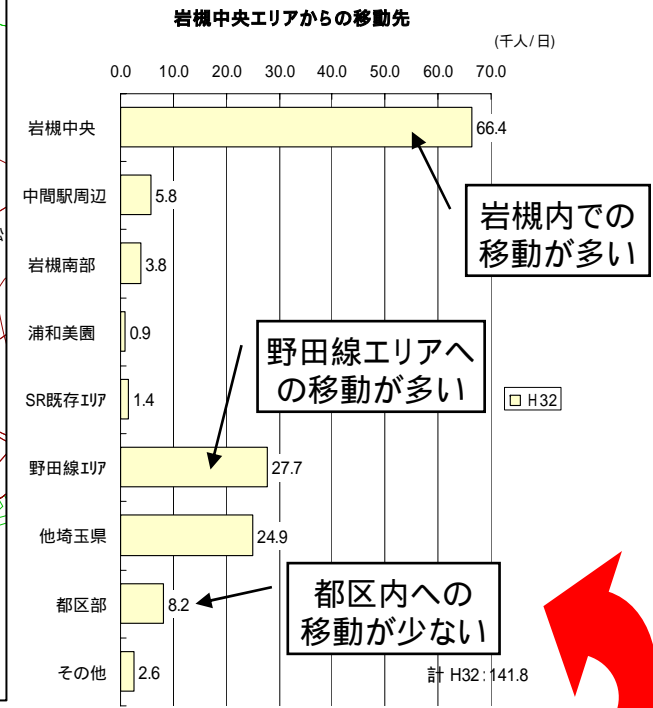 岩槻中央エリアからの移動先
(千人/日)
0.0 10.0 20.0 30.0 40.0 50.0 60.0 70.0
岩槻中央 66.4
中間駅周辺 5.8
岩槻南部 3.8
浦和美園 0.9
SR既存エリア 1.4
野田線エリア 27.7
他埼玉県 24.9
都区部 8.2
その他 2.6
岩槻内での
移動が多い
野田線エリアへ
の移動が多い
H32
都区内への
移動が少ない
計 H32:141.8